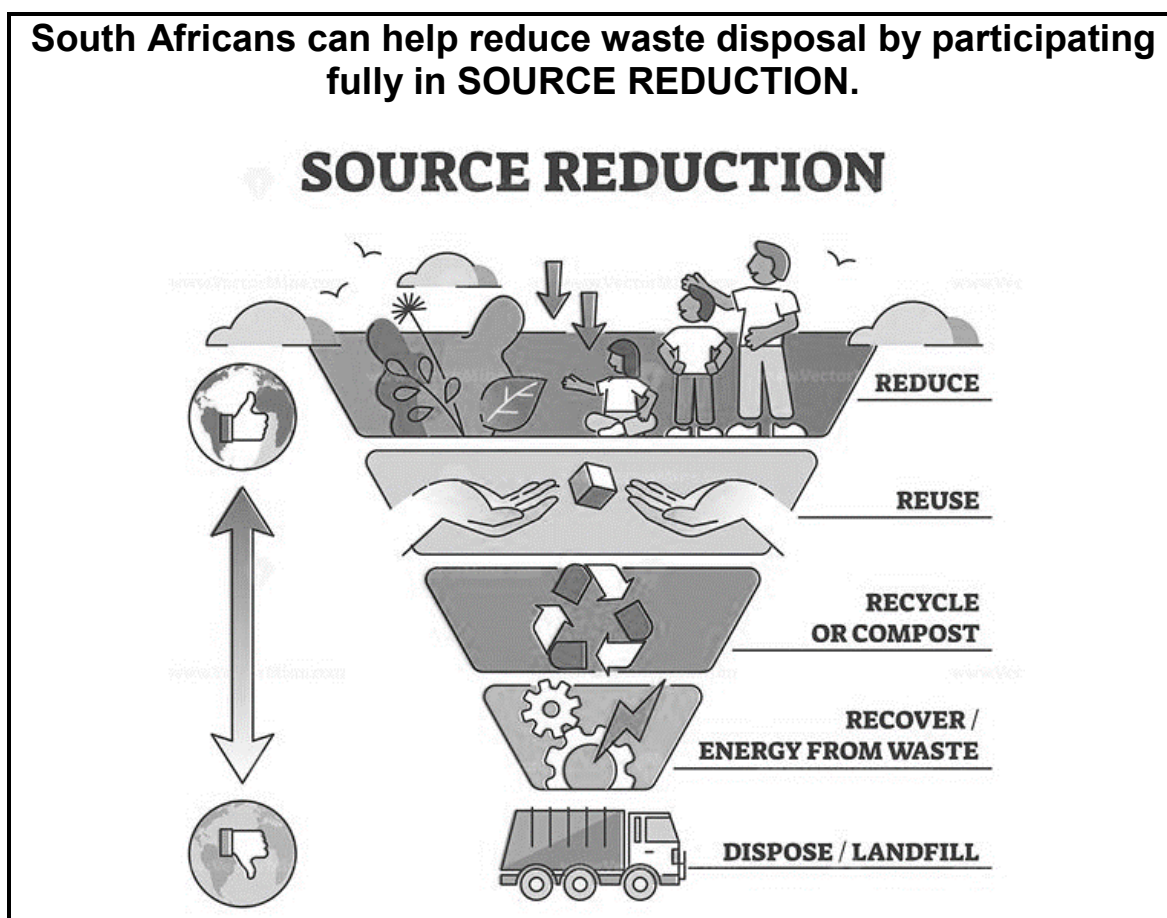 South Africans can help reduce waste disposal by participating
fully in SOURCE REDUCTION.
SOURCE REDUCTION
REDUCE
REUSE
RECYCLE
OR COMPOST
RECOVER /
ENERGY FROM WASTE
DISPOSE / LANDFILL